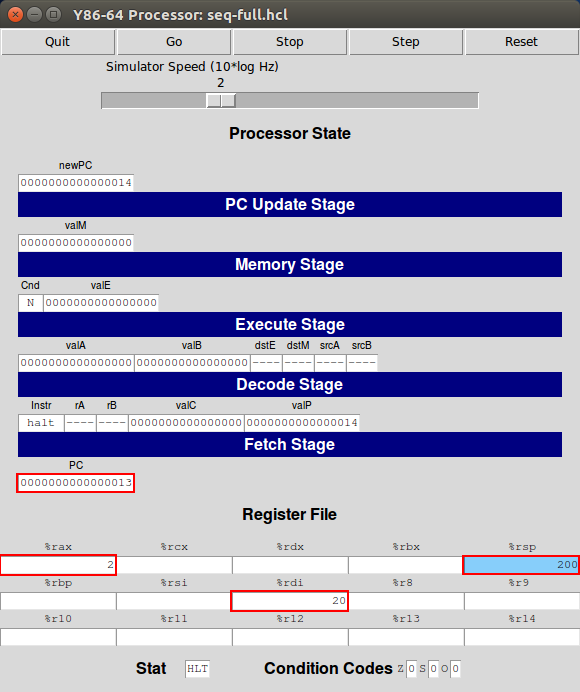 Y86-64 Processor: seq-full.hcl
Quit Go Stop Step Reset
Simulator Speed (10*log Hz)
2
Processor State
newPC
0000000000000014
PC Update Stage
valM
0000000000000000
Memory Stage
Cnd valE
N 0000000000000000
Execute Stage
valA valB dstE dstM srcA srcB
0000000000000000 0000000000000000 ---- ---- ---- ----
Decode Stage
Instr rA rB valC valP
halt ---- ---- 0000000000000000 0000000000000014
Fetch Stage
PC
0000000000000013
Register File
%rax %rcx %rdx %rbx %rsp
2 200
%rbp %rsi %rdi %r8 %r9
20
%r10 %r11 %r12 %r13 %r14
Stat HLT Condition Codes Z 0 S 0 O 0